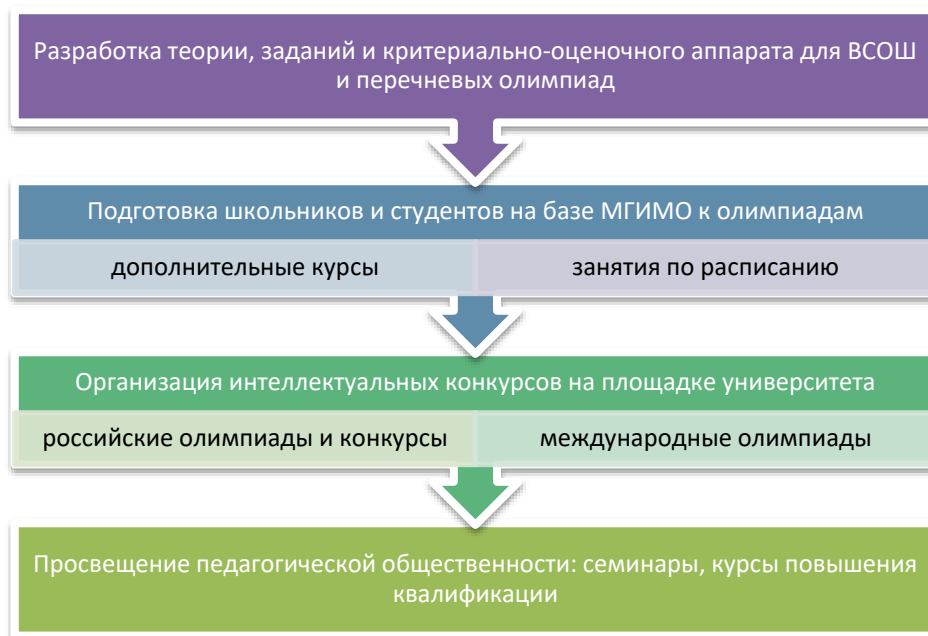 Разработка теории, заданий и критериально-оценочного аппарата для ВСОШ
и перечневых олимпиад
Подготовка школьников и студентов на базе МГИМО к олимпиадам
дополнительные курсы
занятия по расписанию
Организация интеллектуальных конкурсов на площадке университета
российские олимпиады и конкурсы
международные олимпиады
Просвещение педагогической общественности: семинары, курсы повышения
квалификации